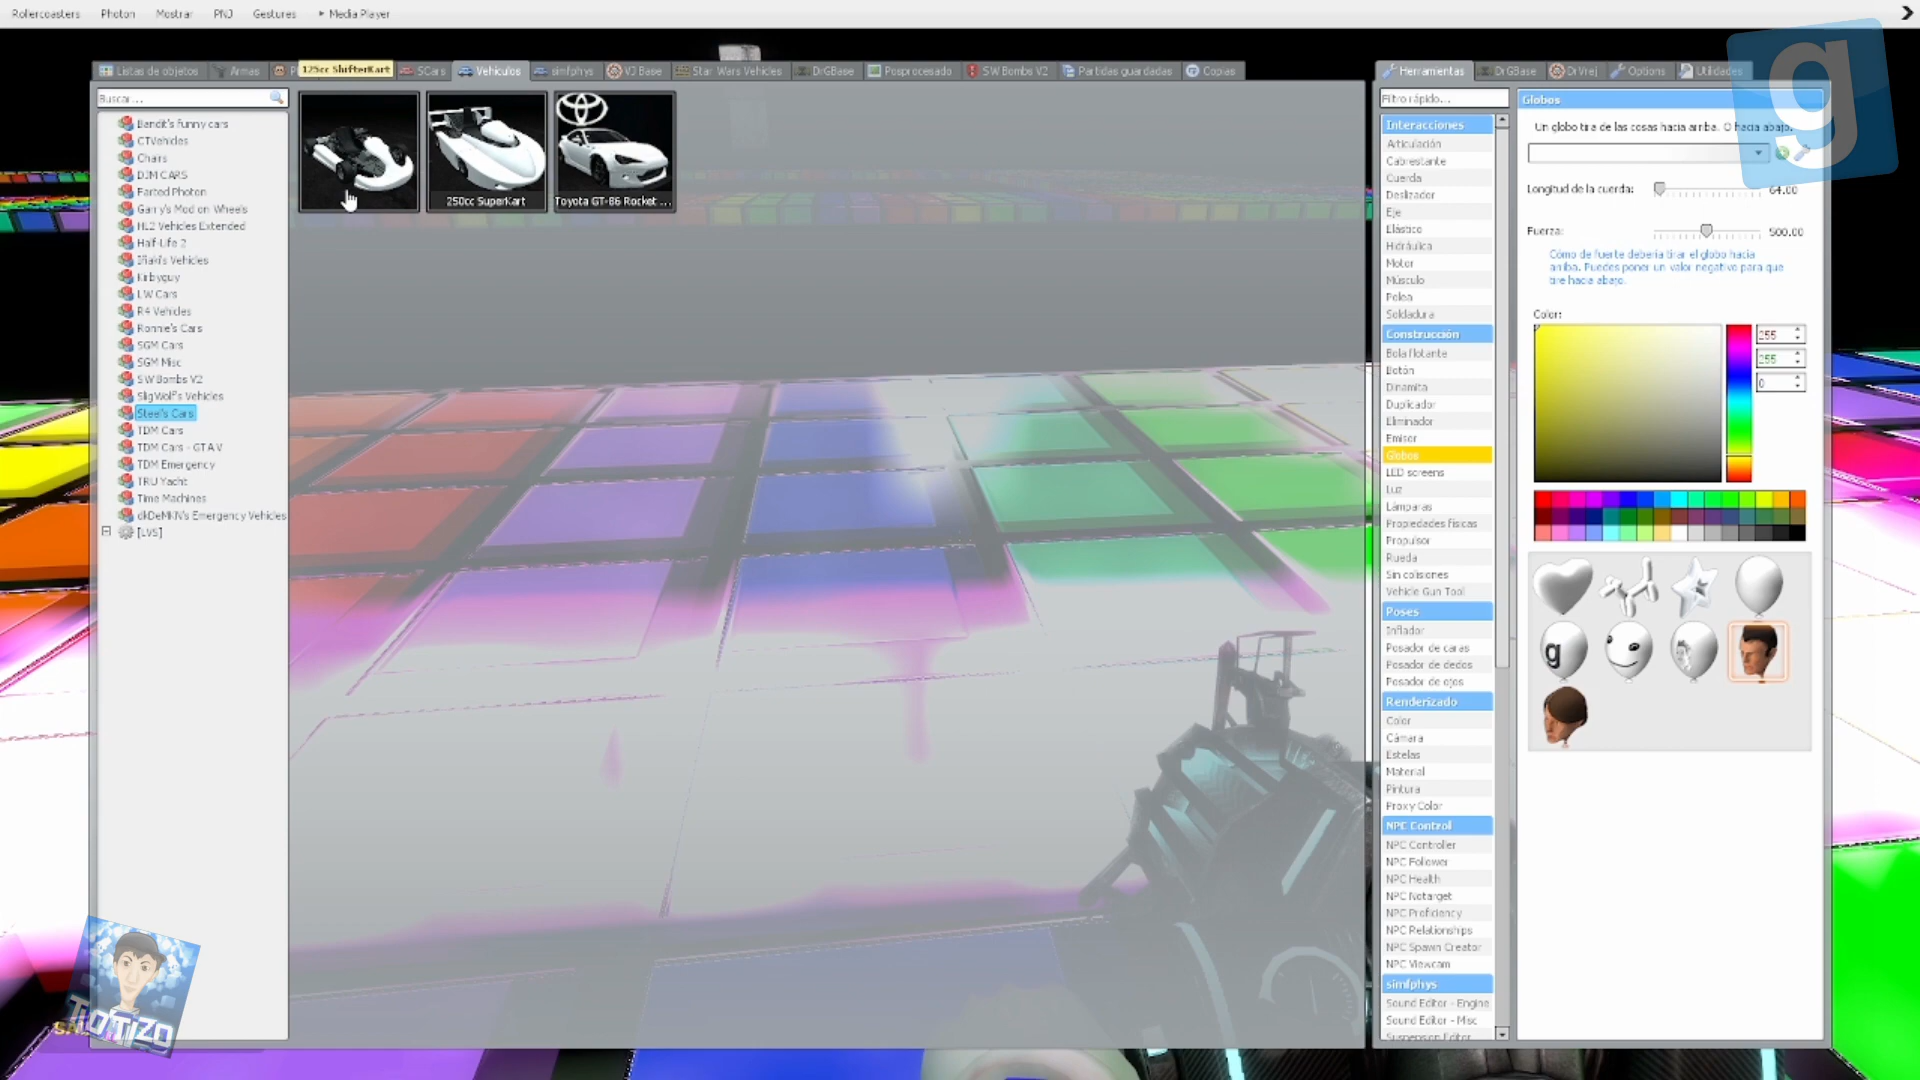 Rollercoasters Photon Mostrar PNJ Gestures Media Player
Listas de objetos Armas 125cc ShifterKart SCars Vehículos simfphys VJ Base Star Wars Vehicles DrGBase Posprocesado SW Bombs V2 Partidas guardadas Copias
Buscar...
Bandit's funny cars
CTVehicles
Chairs
DJM CARS
Farted Photon
Garry's Mod on Wheels
HL2 Vehicles Extended
Half-Life 2
Iñaki's Vehicles
Kirbyguy
LW Cars
R4 Vehicles
Ronnie's Cars
SGM Cars
SGM Misc
SW Bombs V2
SligWolf's Vehicles
Steel's Cars
TDM Cars
TDM Cars - GTA V
TDM Emergency
TRU Yacht
Time Machines
dkDeMKN's Emergency Vehicles
[LVS]
250cc SuperKart
Toyota GT-86 Rocket ...
Herramientas DrGBase DrVrej Options Utilidades
Filtro rápido...
Interacciones
Articulación
Cabrestante
Cuerda
Deslizador
Eje
Elástico
Hidráulica
Motor
Músculo
Polea
Soldadura
Construcción
Bola flotante
Botón
Dinamita
Duplicador
Eliminador
Emisor
Globos
LED screens
Luz
Lámparas
Propiedades físicas
Propulsor
Rueda
Sin colisiones
Vehicle Gun Tool
Poses
Inflador
Posador de caras
Posador de dedos
Posador de ojos
Renderizado
Color
Cámara
Estelas
Material
Pintura
Proxy Color
NPC Control
NPC Controller
NPC Follower
NPC Health
NPC Notarget
NPC Proficiency
NPC Relationships
NPC Spawn Creator
NPC Viewcam
simfphys
Sound Editor - Engine
Sound Editor - Misc
Suspension Editor
Globos
Un globo tira de las cosas hacia arriba. O hacia abajo.
Longitud de la cuerda: 64.00
Fuerza: 500.00
Cómo de fuerte debería tirar el globo hacia
arriba. Puedes poner un valor negativo para que
tire hacia abajo.
Color:
255
255
0
g
g
TIOTIZO